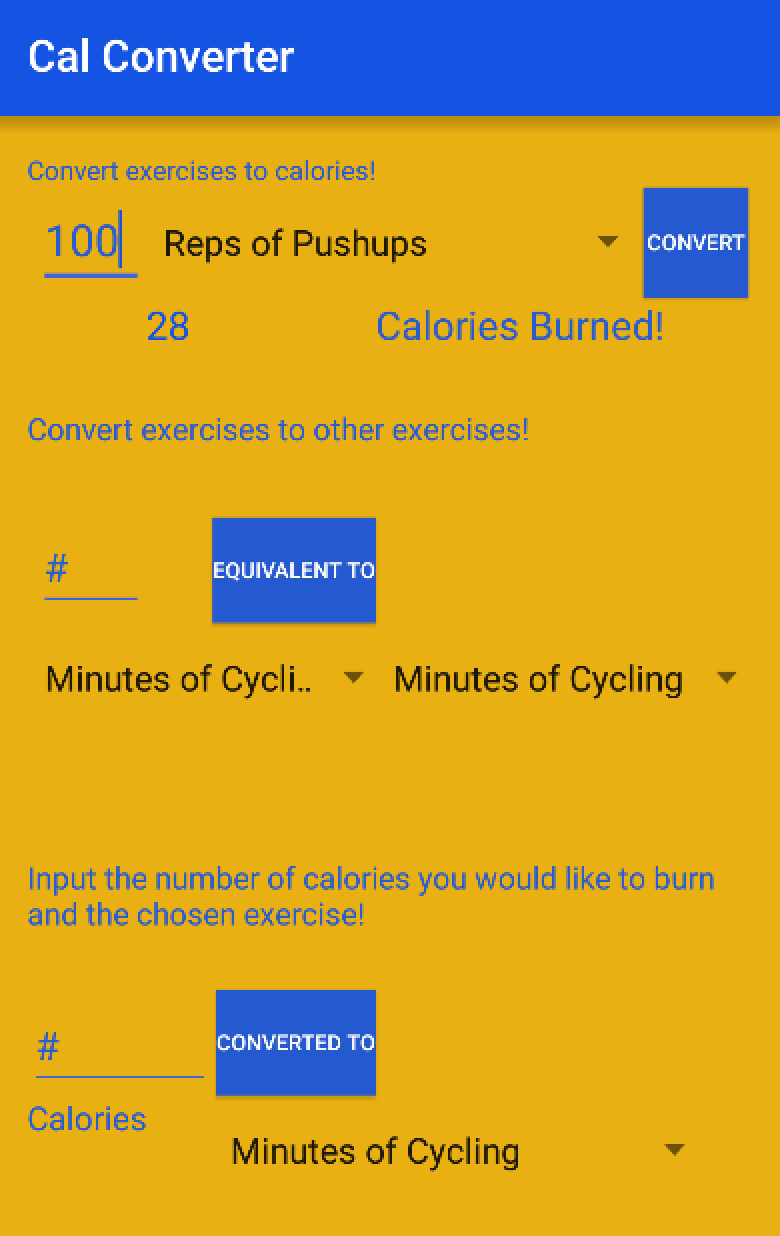 Cal Converter
Convert exercises to calories!
100 Reps of Pushups CONVERT
28 Calories Burned!
Convert exercises to other exercises!
# EQUIVALENT TO
Minutes of Cycli.. Minutes of Cycling
Input the number of calories you would like to burn
and the chosen exercise!
# CONVERTED TO
Calories
Minutes of Cycling